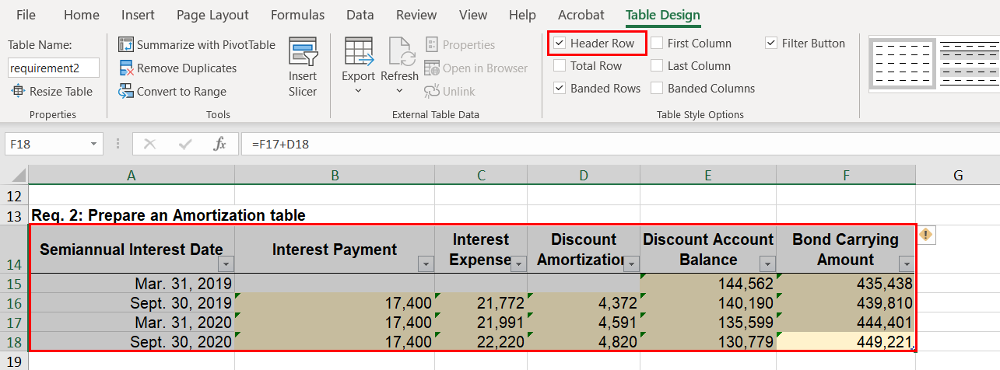 File Home Insert Page Layout Formulas Data Review View Help Acrobat Table Design
Table Name:
requirement2
Resize Table
Properties
Summarize with PivotTable
Remove Duplicates
Convert to Range
Insert
Slicer
Tools
Export
Refresh
Properties
Open in Browser
Unlink
External Table Data
Header Row
Total Row
Banded Rows
First Column
Last Column
Banded Columns
Filter Button
Table Style Options
F18 fx =F17+D18
A B C D E F G
12
13 Req. 2: Prepare an Amortization table
14 Semiannual Interest Date Interest Payment Interest Expense Discount Amortization Discount Account Balance Bond Carrying Amount
15 Mar. 31, 2019 144,562 435,438
16 Sept. 30, 2019 17,400 21,772 4,372 140,190 439,810
17 Mar. 31, 2020 17,400 21,991 4,591 135,599 444,401
18 Sept. 30, 2020 17,400 22,220 4,820 130,779 449,221
19